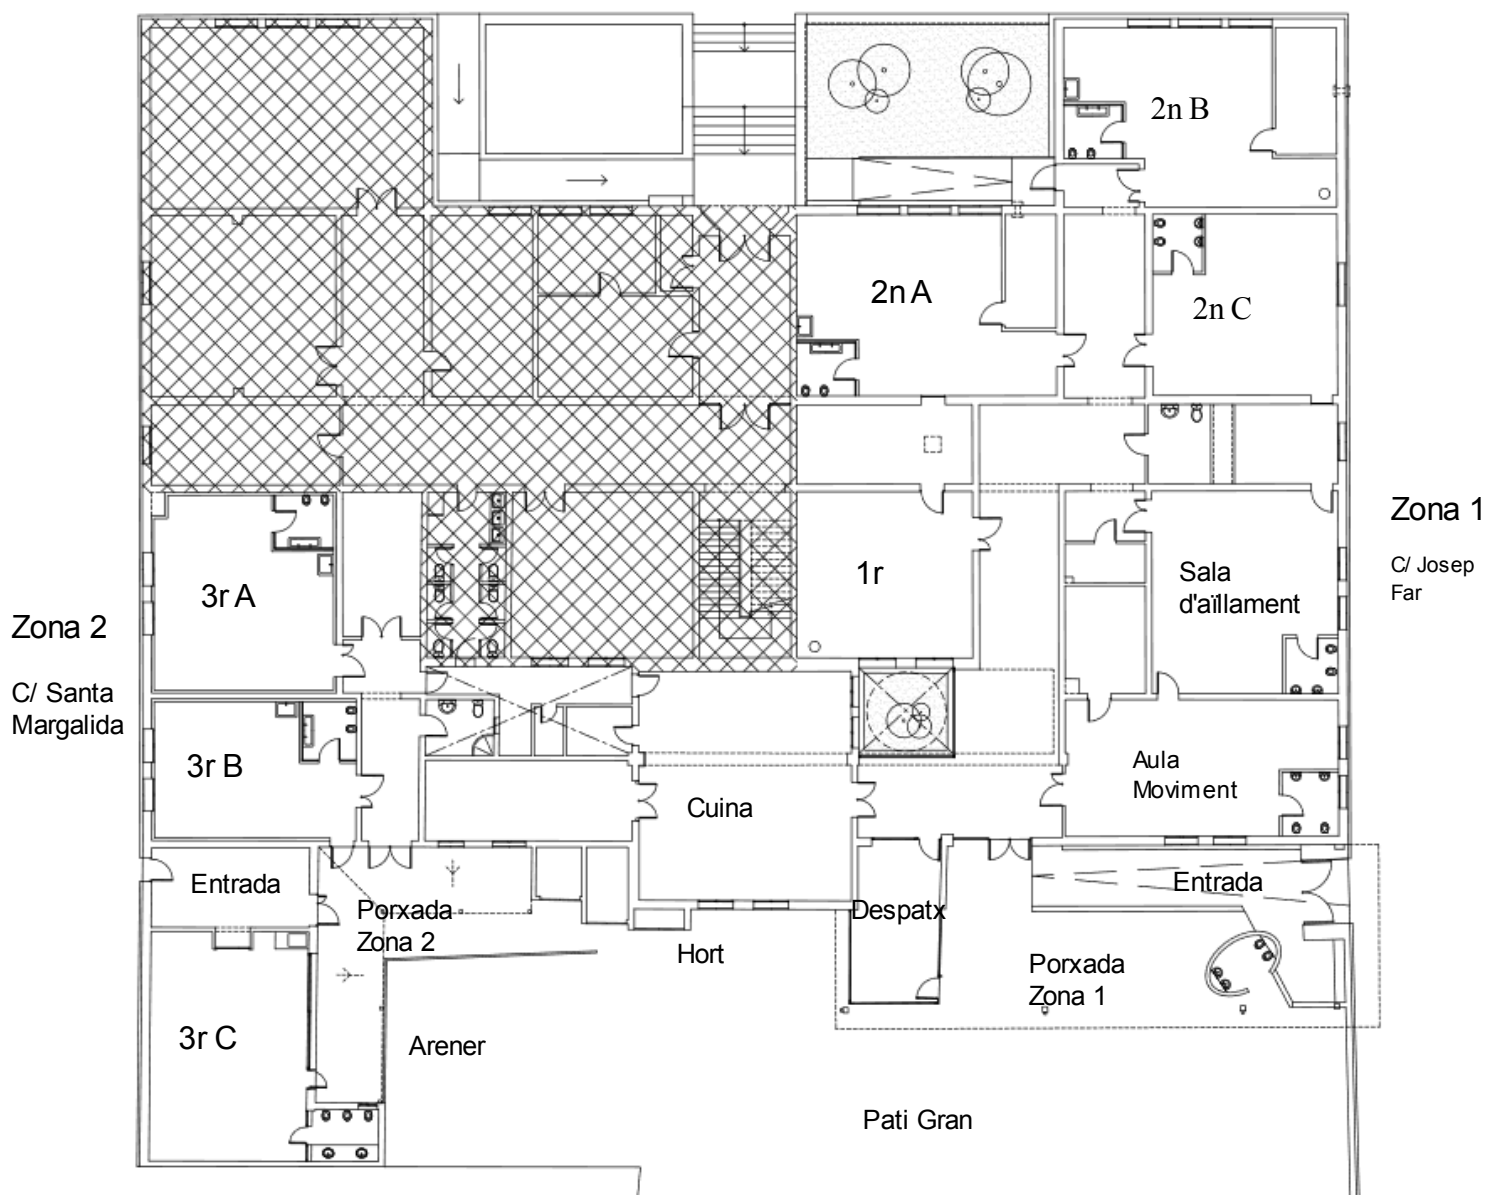 2n B
2n A
2n C
Zona 1
C/ Josep
Far
3r A
1r
Sala
d'aïllament
Zona 2
C/ Santa
Margalida
3r B
Cuina
Aula
Moviment
Entrada
Porxada
Zona 2
Despatx
Entrada
Hort
Porxada
Zona 1
3r C
Arener
Pati Gran